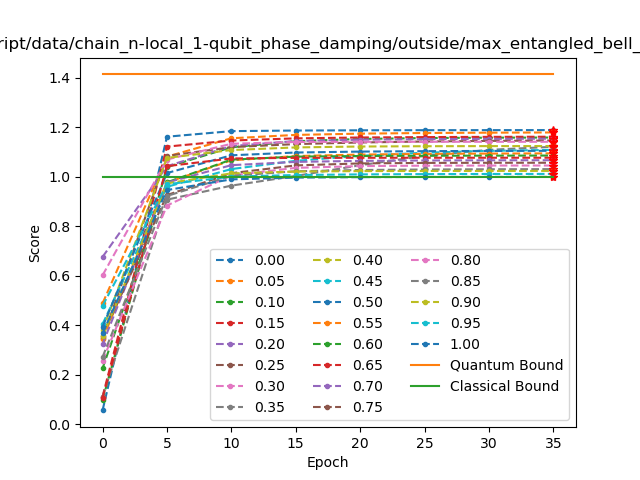 ript/data/chain_n-local_1-qubit_phase_damping/outside/max_entangled_bell_
1.4
1.2
1.0
0.8
0.6
0.4
0.2
0.0
Score
0.00 0.40 0.80
0.05 0.45 0.85
0.10 0.50 0.90
0.15 0.55 0.95
0.20 0.60 1.00
0.25 0.65 Quantum Bound
0.30 0.70 Classical Bound
0.35 0.75
0 5 10 15 20 25 30 35
Epoch